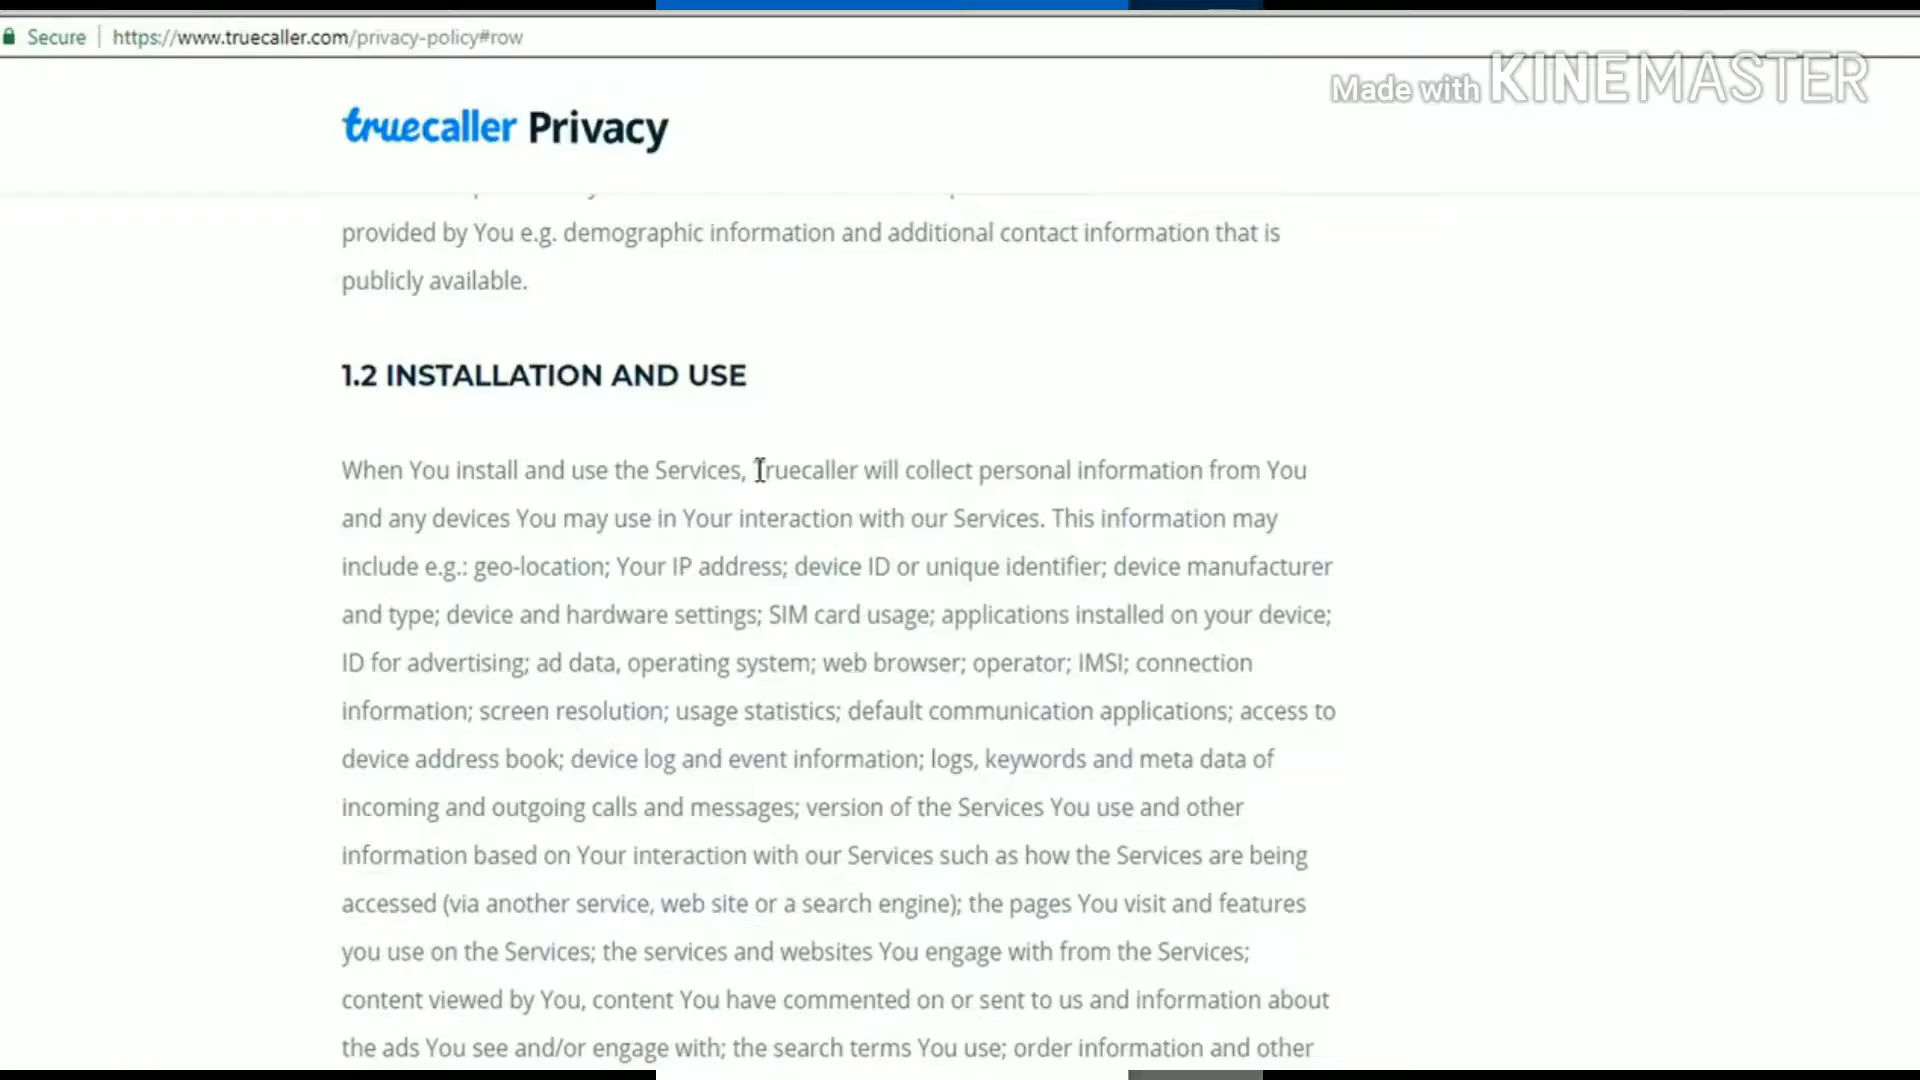 Secure | https://www.truecaller.com/privacy-policy#row
Made with KINEMASTER
truecaller Privacy
provided by You e.g. demographic information and additional contact information that is
publicly available.
1.2 INSTALLATION AND USE
When You install and use the Services, Truecaller will collect personal information from You
and any devices You may use in Your interaction with our Services. This information may
include e.g.: geo-location; Your IP address; device ID or unique identifier; device manufacturer
and type; device and hardware settings; SIM card usage; applications installed on your device;
ID for advertising; ad data, operating system; web browser; operator; IMSI; connection
information; screen resolution; usage statistics; default communication applications; access to
device address book; device log and event information; logs, keywords and meta data of
incoming and outgoing calls and messages; version of the Services You use and other
information based on Your interaction with our Services such as how the Services are being
accessed (via another service, web site or a search engine); the pages You visit and features
you use on the Services; the services and websites You engage with from the Services;
content viewed by You, content You have commented on or sent to us and information about
the ads You see and/or engage with; the search terms You use; order information and other